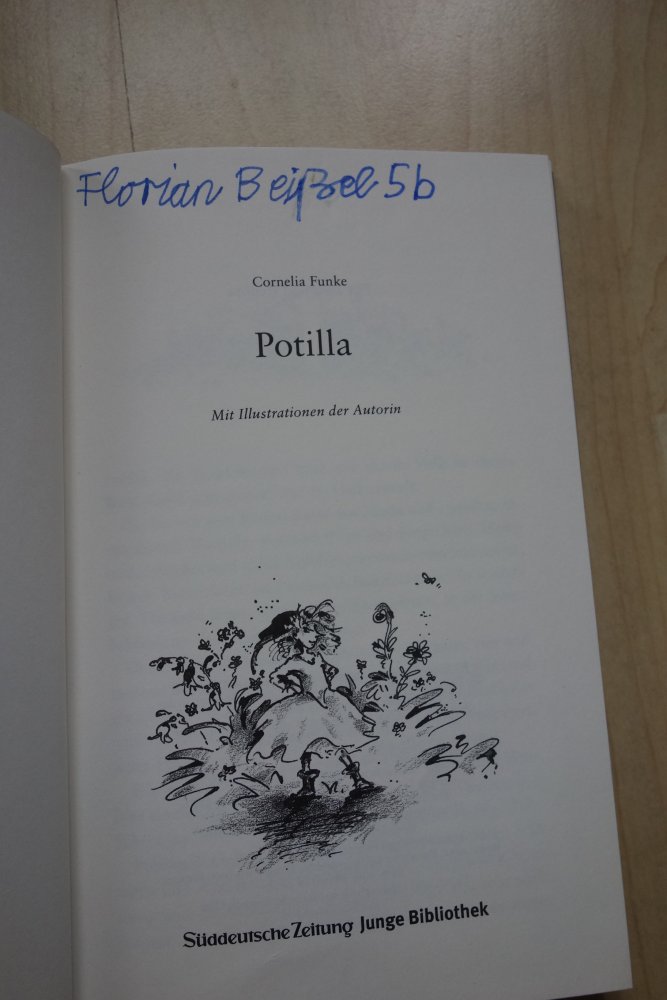 Florian Beißel 5b
Cornelia Funke
Potilla
Mit Illustrationen der Autorin
Süddeutsche Zeitung Junge Bibliothek